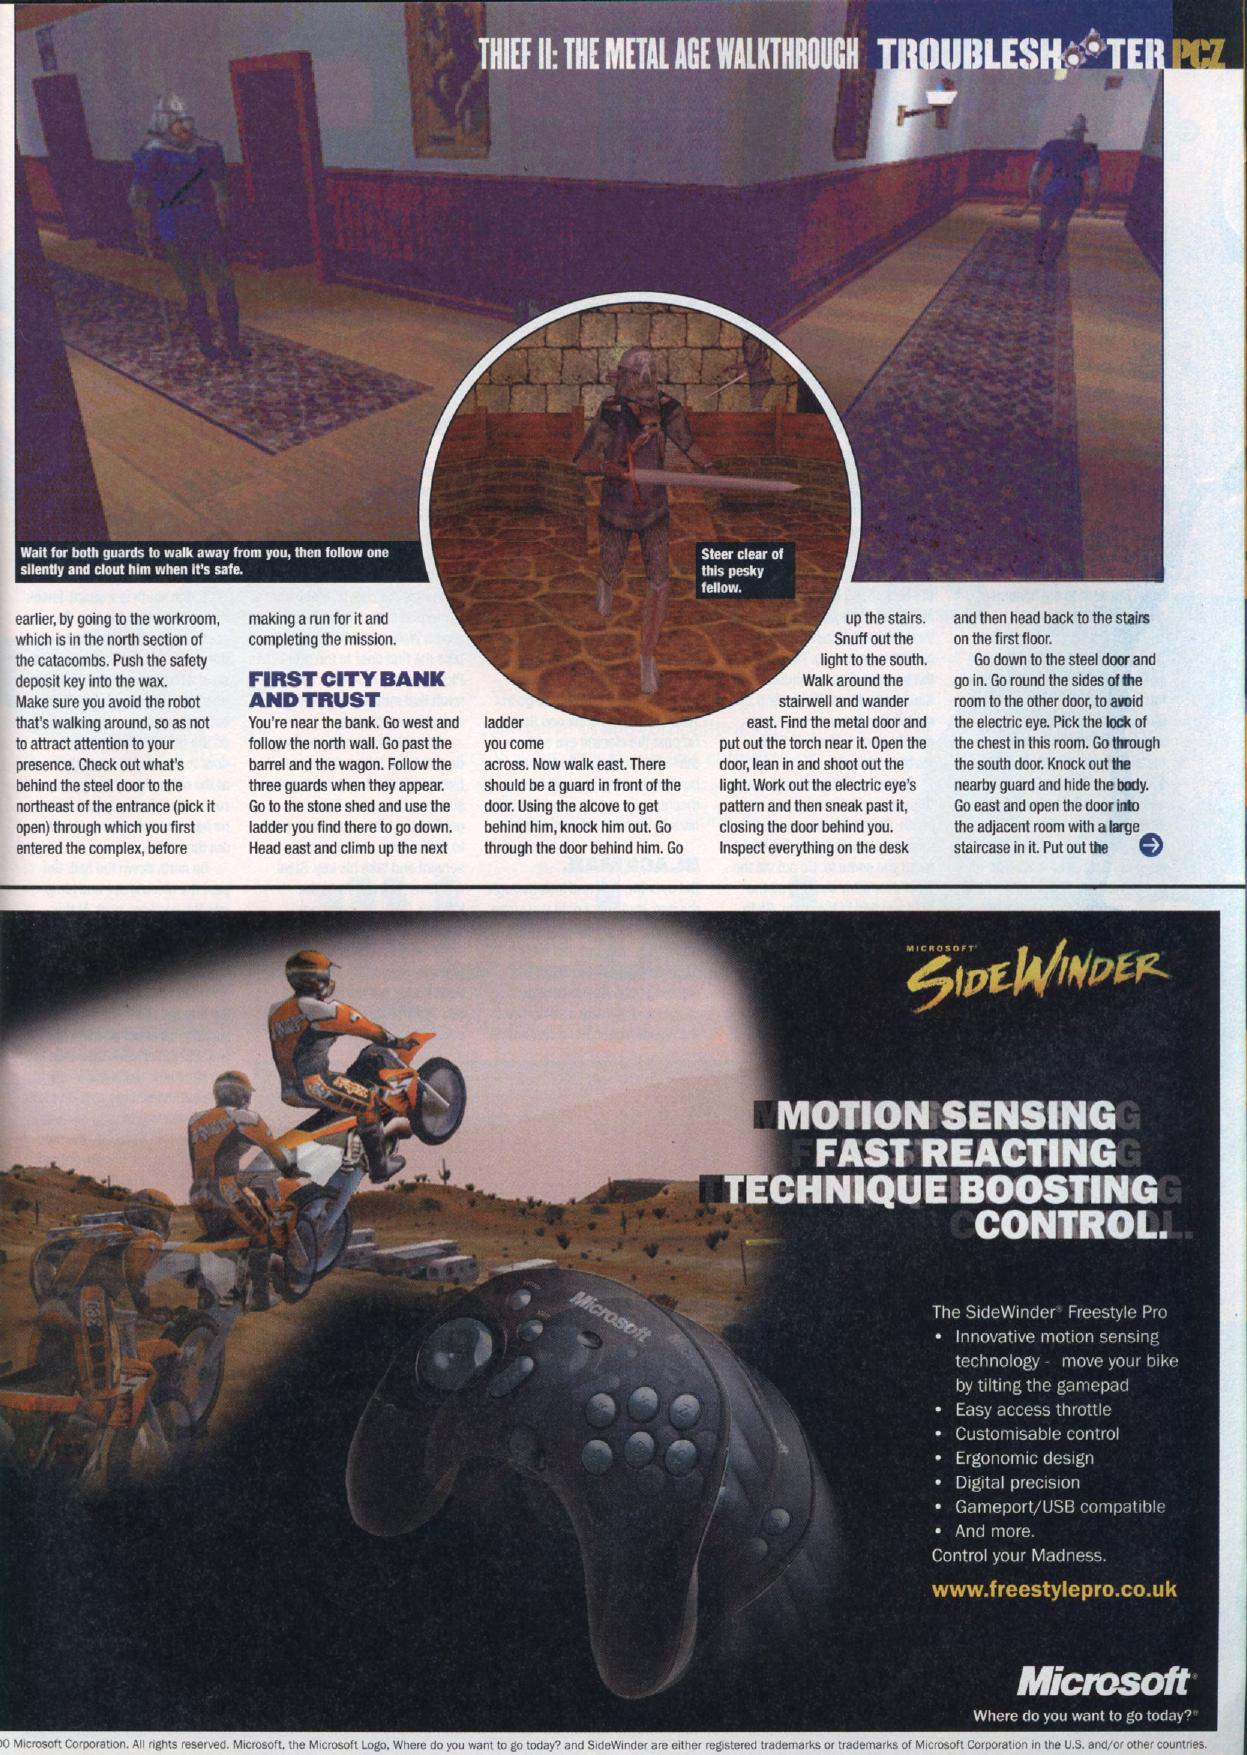 THIEF II: THE METAL AGE WALKTHROUGH TROUBLESHOOTER PCZ
Wait for both guards to walk away from you, then follow one
silently and clout him when it's safe.
Steer clear of
this pesky
fellow.
earlier, by going to the workroom,
which is in the north section of
the catacombs. Push the safety
deposit key into the wax.
Make sure you avoid the robot
that's walking around, so as not
to attract attention to your
presence. Check out what's
behind the steel door to the
northeast of the entrance (pick it
open) through which you first
entered the complex, before
making a run for it and
completing the mission.
FIRST CITY BANK
AND TRUST
You're near the bank. Go west and
follow the north wall. Go past the
barrel and the wagon. Follow the
three guards when they appear.
Go to the stone shed and use the
ladder you find there to go down.
Head east and climb up the next
ladder
you come
across. Now walk east. There
should be a guard in front of the
door. Using the alcove to get
behind him, knock him out. Go
through the door behind him. Go
up the stairs.
Snuff out the
light to the south.
Walk around the
stairwell and wander
east. Find the metal door and
put out the torch near it. Open the
door, lean in and shoot out the
light. Work out the electric eye's
pattern and then sneak past it,
closing the door behind you.
Inspect everything on the desk
and then head back to the stairs
on the first floor.
Go down to the steel door and
go in. Go round the sides of the
room to the other door, to avoid
the electric eye. Pick the lock of
the chest in this room. Go through
the south door. Knock out the
nearby guard and hide the body.
Go east and open the door into
the adjacent room with a large
staircase in it. Put out the
MICROSOFT
SIDEWINDER
MOTION SENSING
FAST REACTING
TECHNIQUE BOOSTING
CONTROL.
Microsoft
The SideWinder® Freestyle Pro
• Innovative motion sensing
technology - move your bike
by tilting the gamepad
• Easy access throttle
• Customisable control
• Ergonomic design
• Digital precision
• Gameport/USB compatible
• And more.
Control your Madness.
www.freestylepro.co.uk
Microsoft®
Where do you want to go today?®
00 Microsoft Corporation. All rights reserved. Microsoft, the Microsoft Logo, Where do you want to go today? and SideWinder are either registered trademarks or trademarks of Microsoft Corporation in the U.S. and/or other countries.